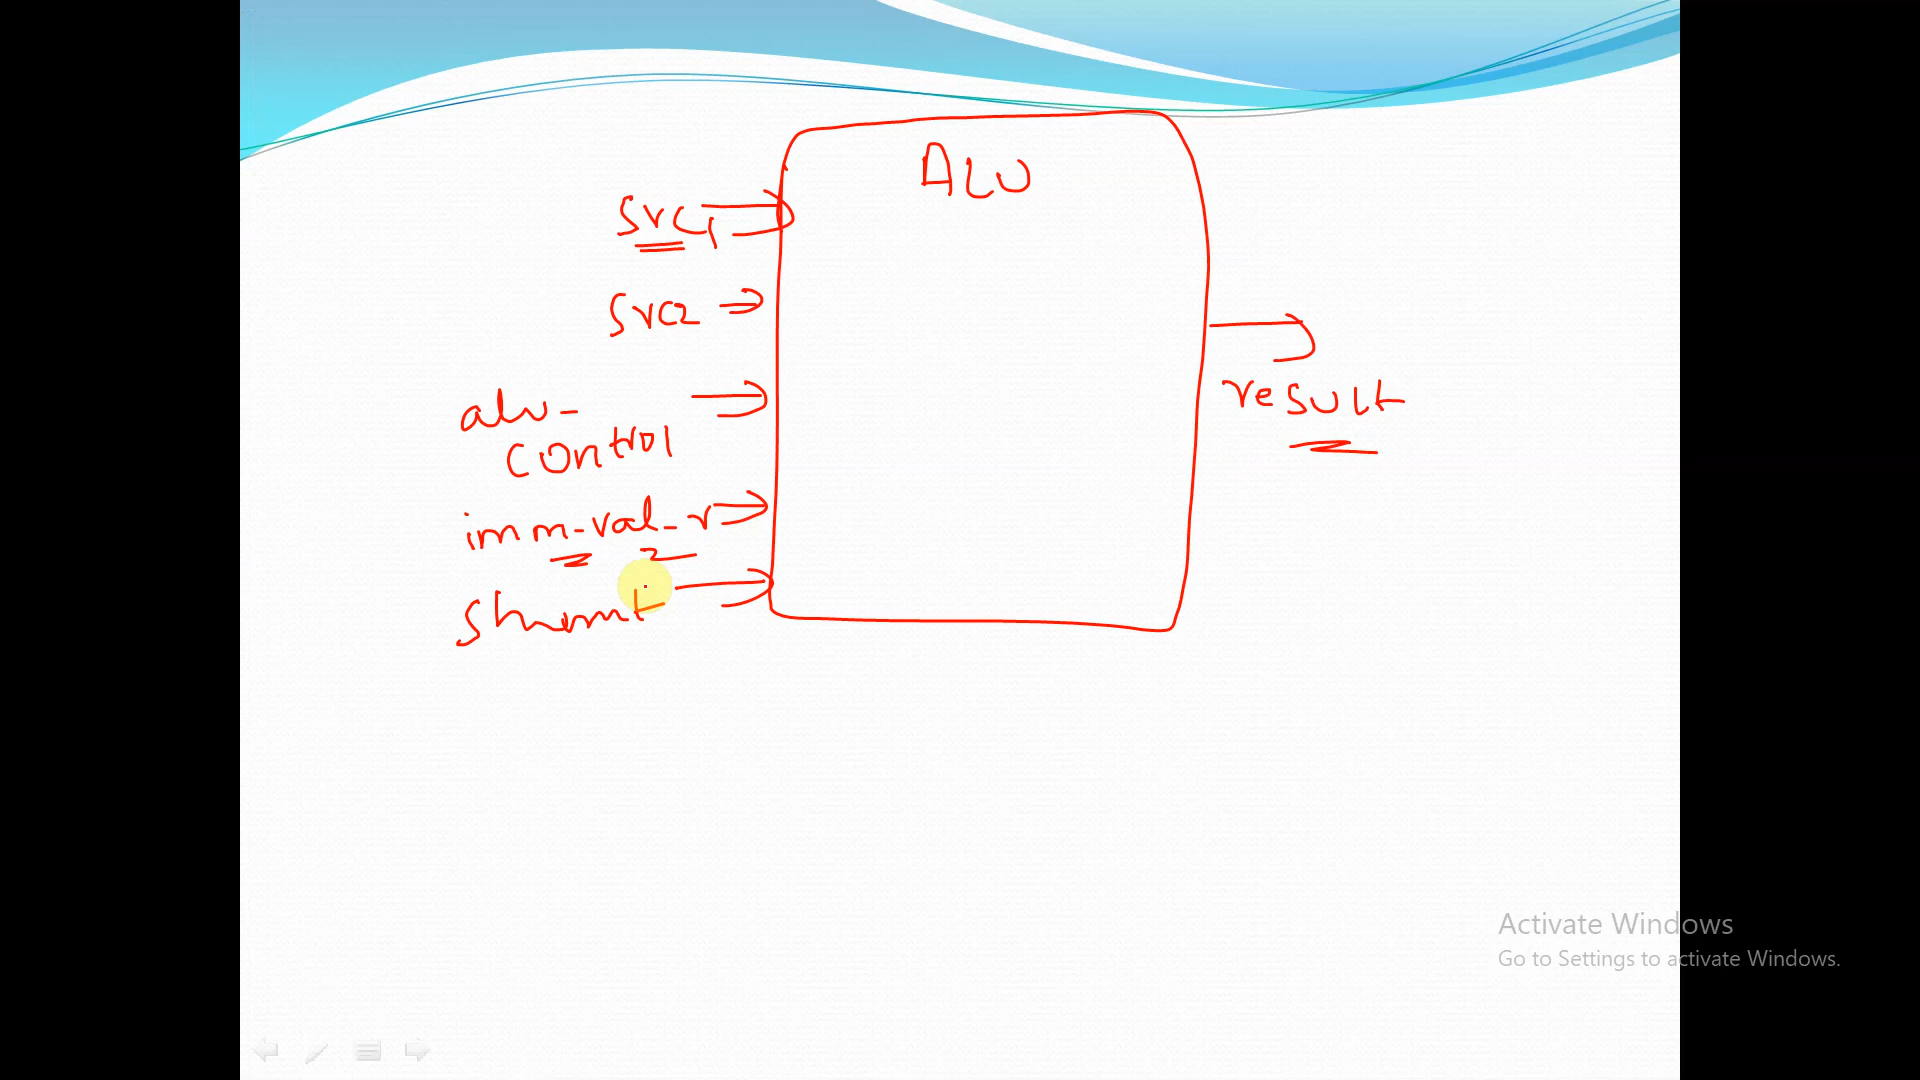 ALU
src1
src2
alu-
control
imm-val-r
shamt
result
Activate Windows
Go to Settings to activate Windows.